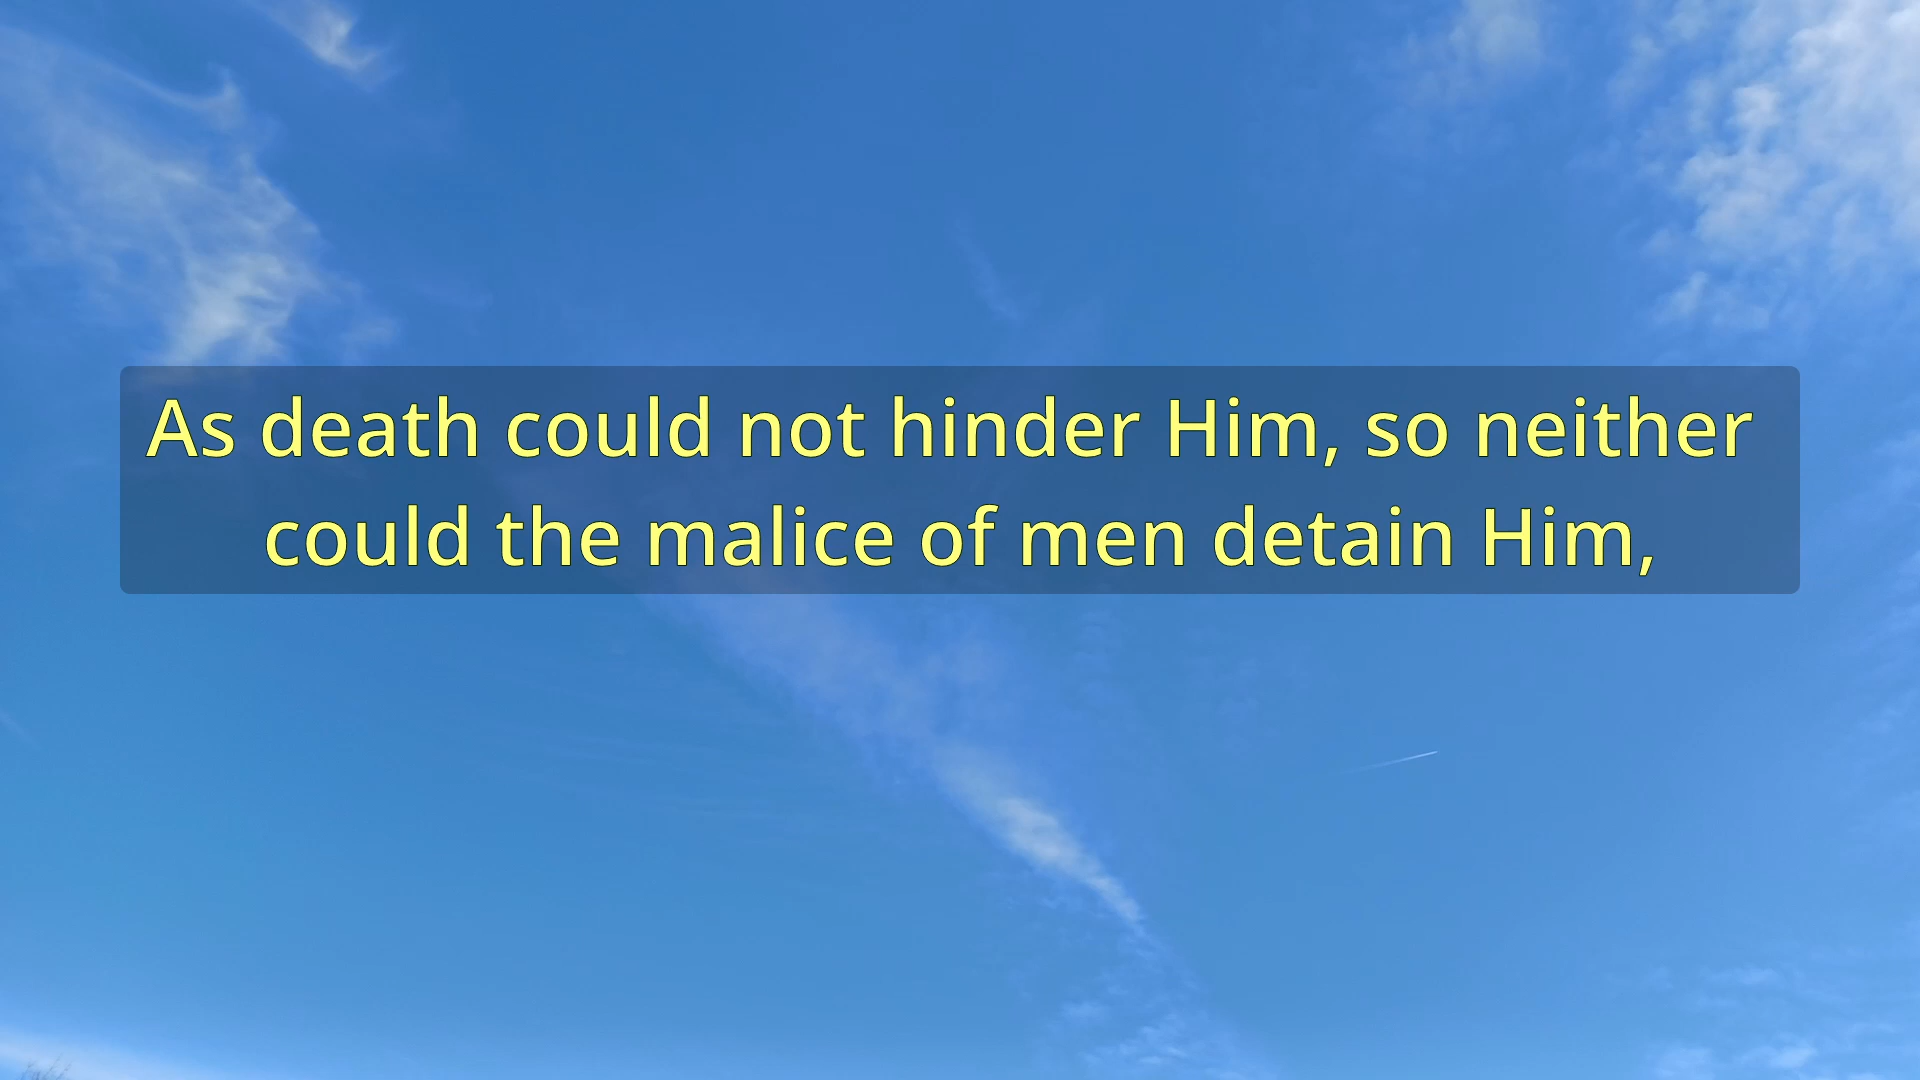 As death could not hinder Him, so neither
could the malice of men detain Him,